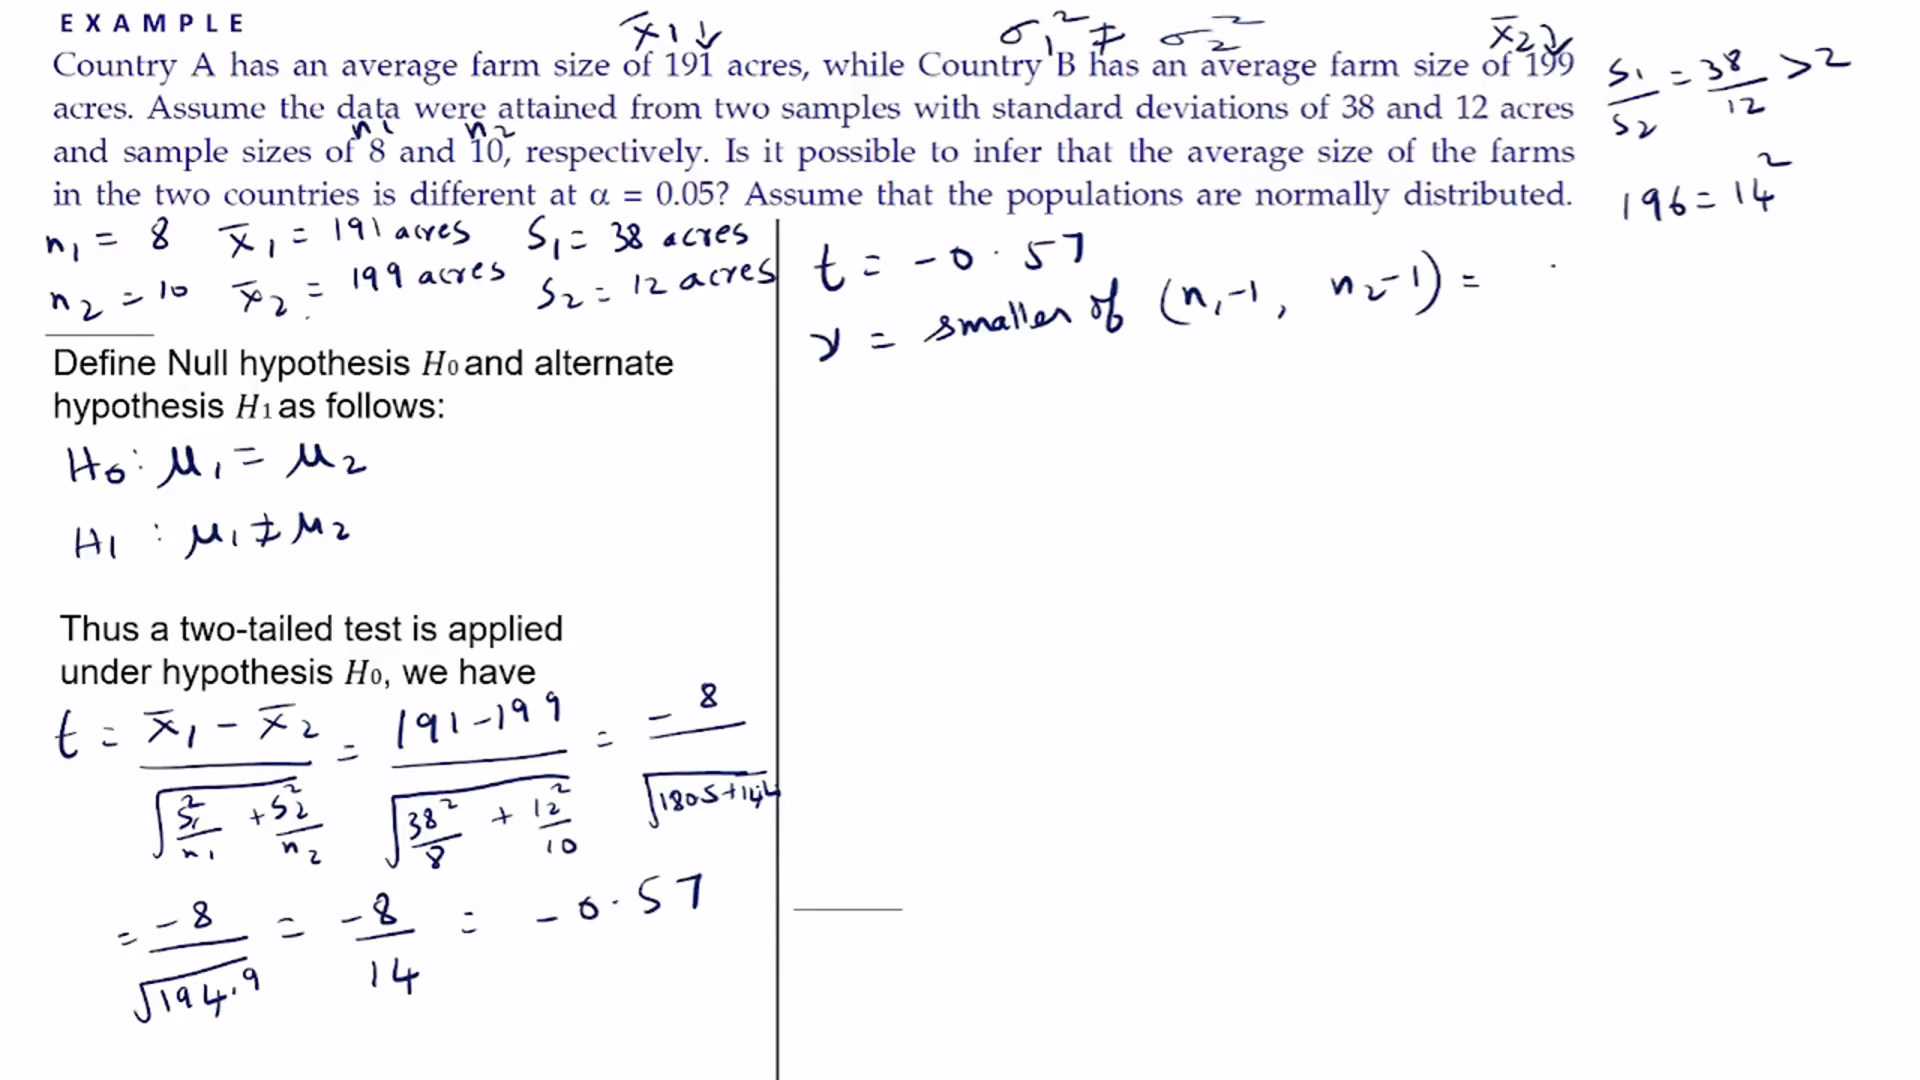 EXAMPLE
x̄1↓ σ₁² ≠ σ₂² x̄2↓
Country A has an average farm size of 191 acres, while Country B has an average farm size of 199
acres. Assume the data were attained from two samples with standard deviations of 38 and 12 acres
n1 n2
and sample sizes of 8 and 10, respectively. Is it possible to infer that the average size of the farms
in the two countries is different at α = 0.05? Assume that the populations are normally distributed.
S1/S2 = 38/12 > 2
196 = 14²
n1 = 8 x̄1 = 191 acres S1 = 38 acres
n2 = 10 x̄2 = 199 acres S2 = 12 acres
Define Null hypothesis H0 and alternate
hypothesis H1 as follows:
H0 : μ1 = μ2
H1 : μ1 ≠ μ2
Thus a two-tailed test is applied
under hypothesis H0, we have
t = (x̄1 - x̄2)/√(S1²/n1 + S2²/n2) = (191-199)/√(38²/8 + 12²/10) = -8/√(180.5+14.4
= -8/√194.9 = -8/14 = -0.57
t = -0.57
ν = smaller of (n1-1, n2-1) =